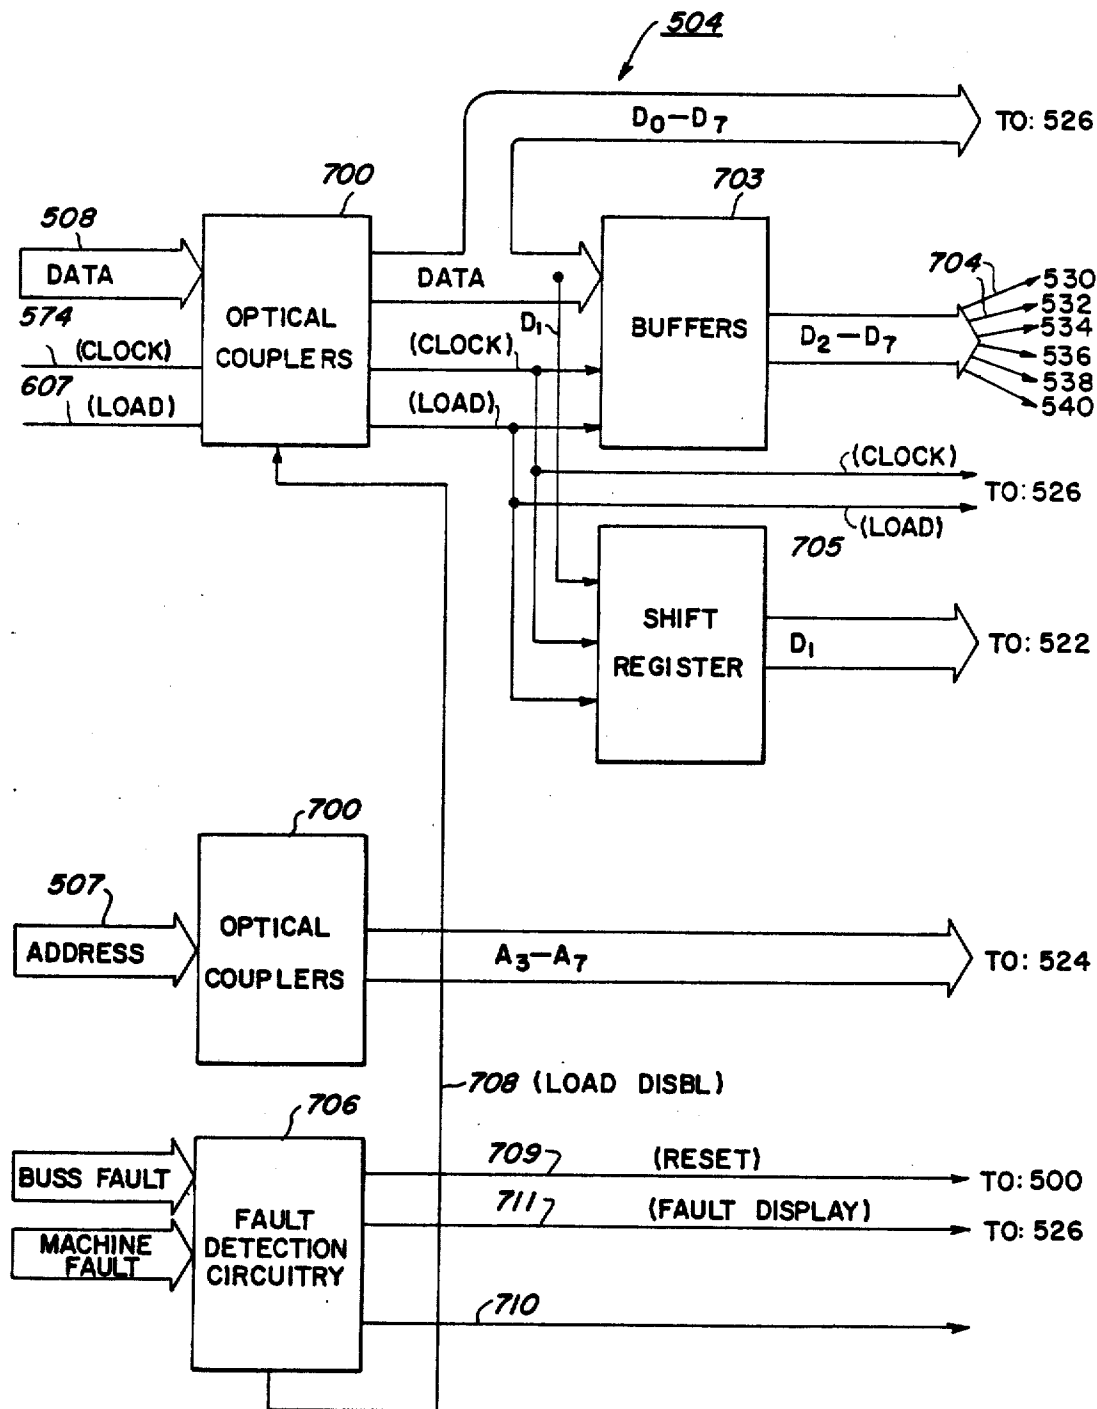 504
D0–D7
TO: 526
700
703
508
DATA
DATA
OPTICAL
COUPLERS
BUFFERS
704
530
532
534
536
538
540
D2–D7
574
(CLOCK)
(CLOCK)
D1
607
(LOAD)
(LOAD)
(CLOCK)
TO: 526
(LOAD)
705
SHIFT
REGISTER
D1
TO: 522
700
507
ADDRESS
OPTICAL
COUPLERS
A3–A7
TO: 524
708 (LOAD DISBL)
706
BUSS FAULT
709
(RESET)
TO: 500
711
(FAULT DISPLAY)
TO: 526
MACHINE
FAULT
FAULT
DETECTION
CIRCUITRY
710